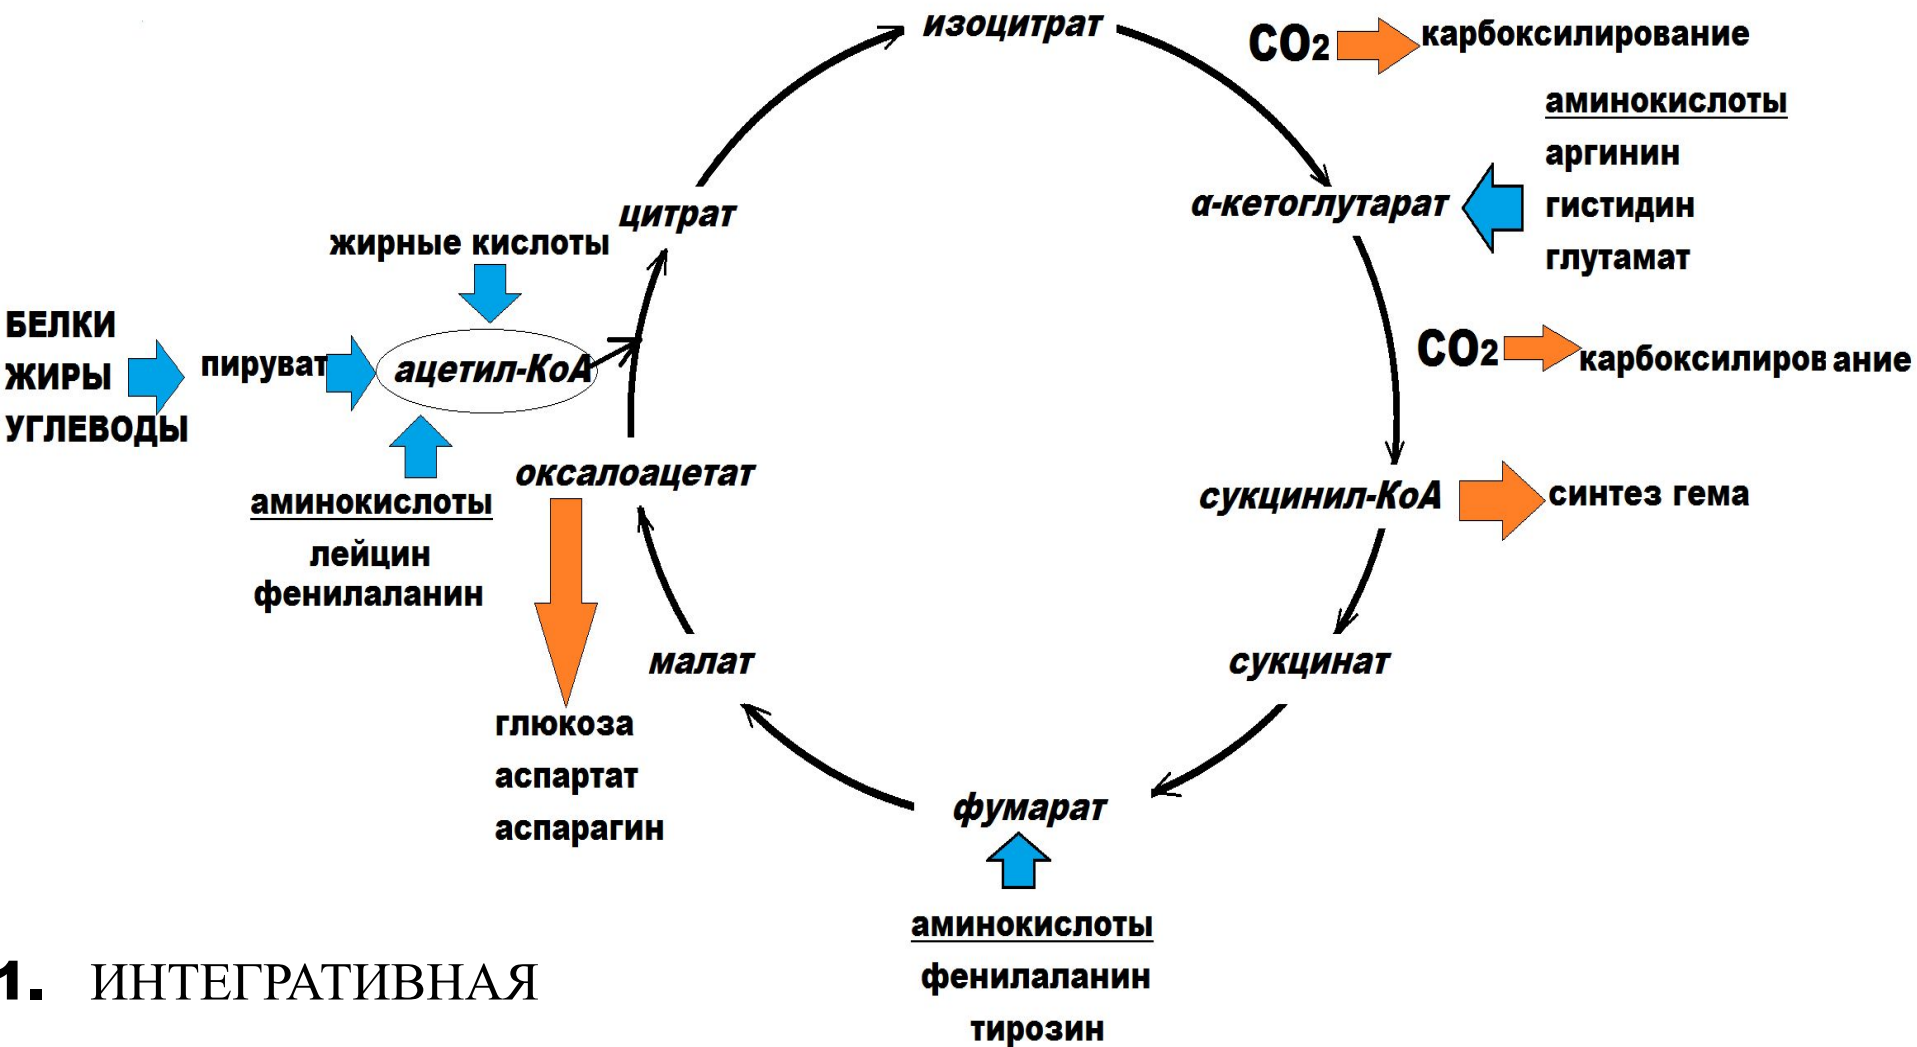 изоцитрат
CO2 карбоксилирование
аминокислоты
аргинин
гистидин
глутамат
α-кетоглутарат
цитрат
жирные кислоты
БЕЛКИ
ЖИРЫ
УГЛЕВОДЫ
пируват
ацетил-КоА
CO2 карбоксилиров ание
аминокислоты
лейцин
фенилаланин
оксалоацетат
сукцинил-КоА
синтез гема
малат
сукцинат
глюкоза
аспартат
аспарагин
фумарат
аминокислоты
фенилаланин
тирозин
1. ИНТЕГРАТИВНАЯ